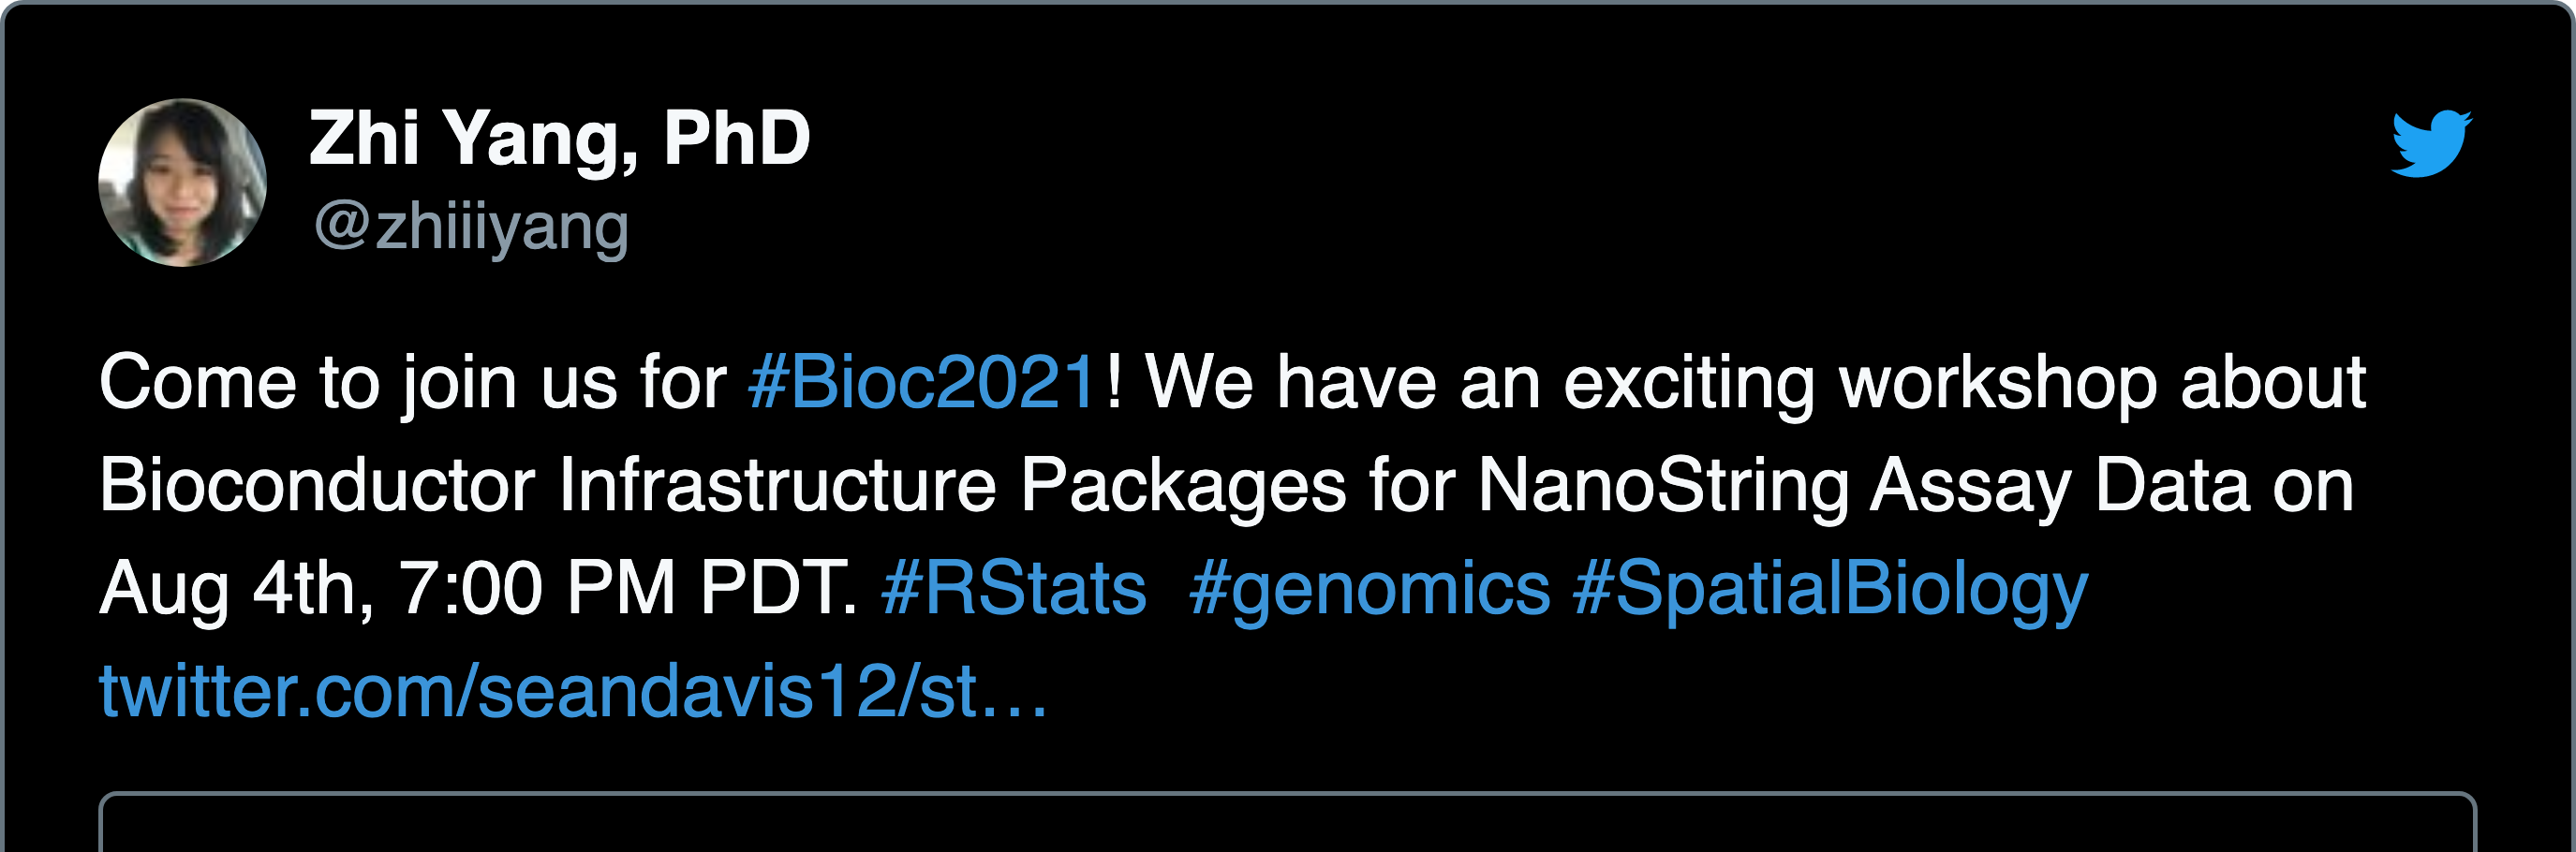 Zhi Yang, PhD
@zhiiiyang
Come to join us for #Bioc2021! We have an exciting workshop about
Bioconductor Infrastructure Packages for NanoString Assay Data on
Aug 4th, 7:00 PM PDT. #RStats  #genomics #SpatialBiology
twitter.com/seandavis12/st…